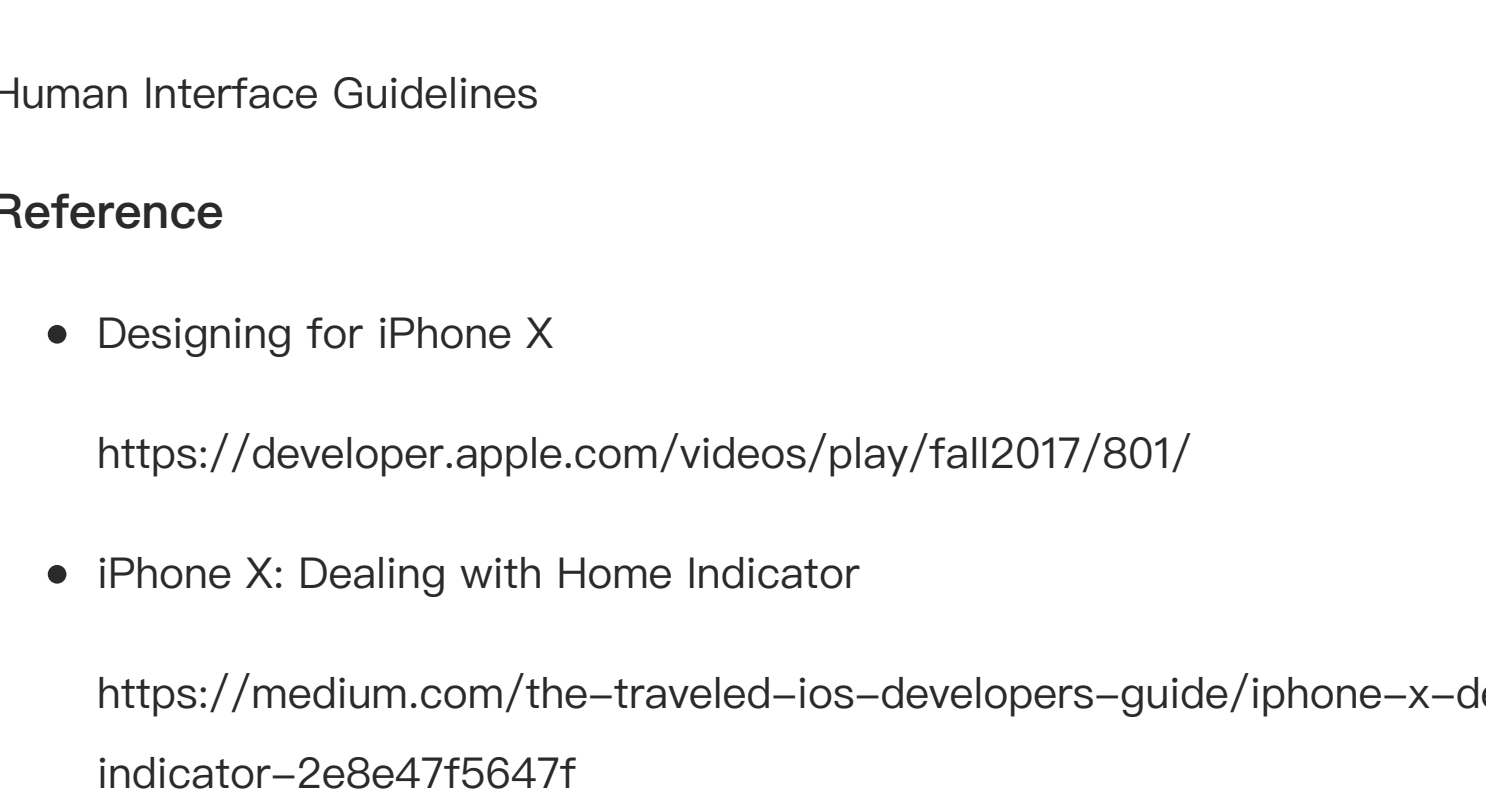 Human Interface Guidelines
Reference
● Designing for iPhone X
https://developer.apple.com/videos/play/fall2017/801/
● iPhone X: Dealing with Home Indicator
https://medium.com/the-traveled-ios-developers-guide/iphone-x-de
indicator-2e8e47f5647f